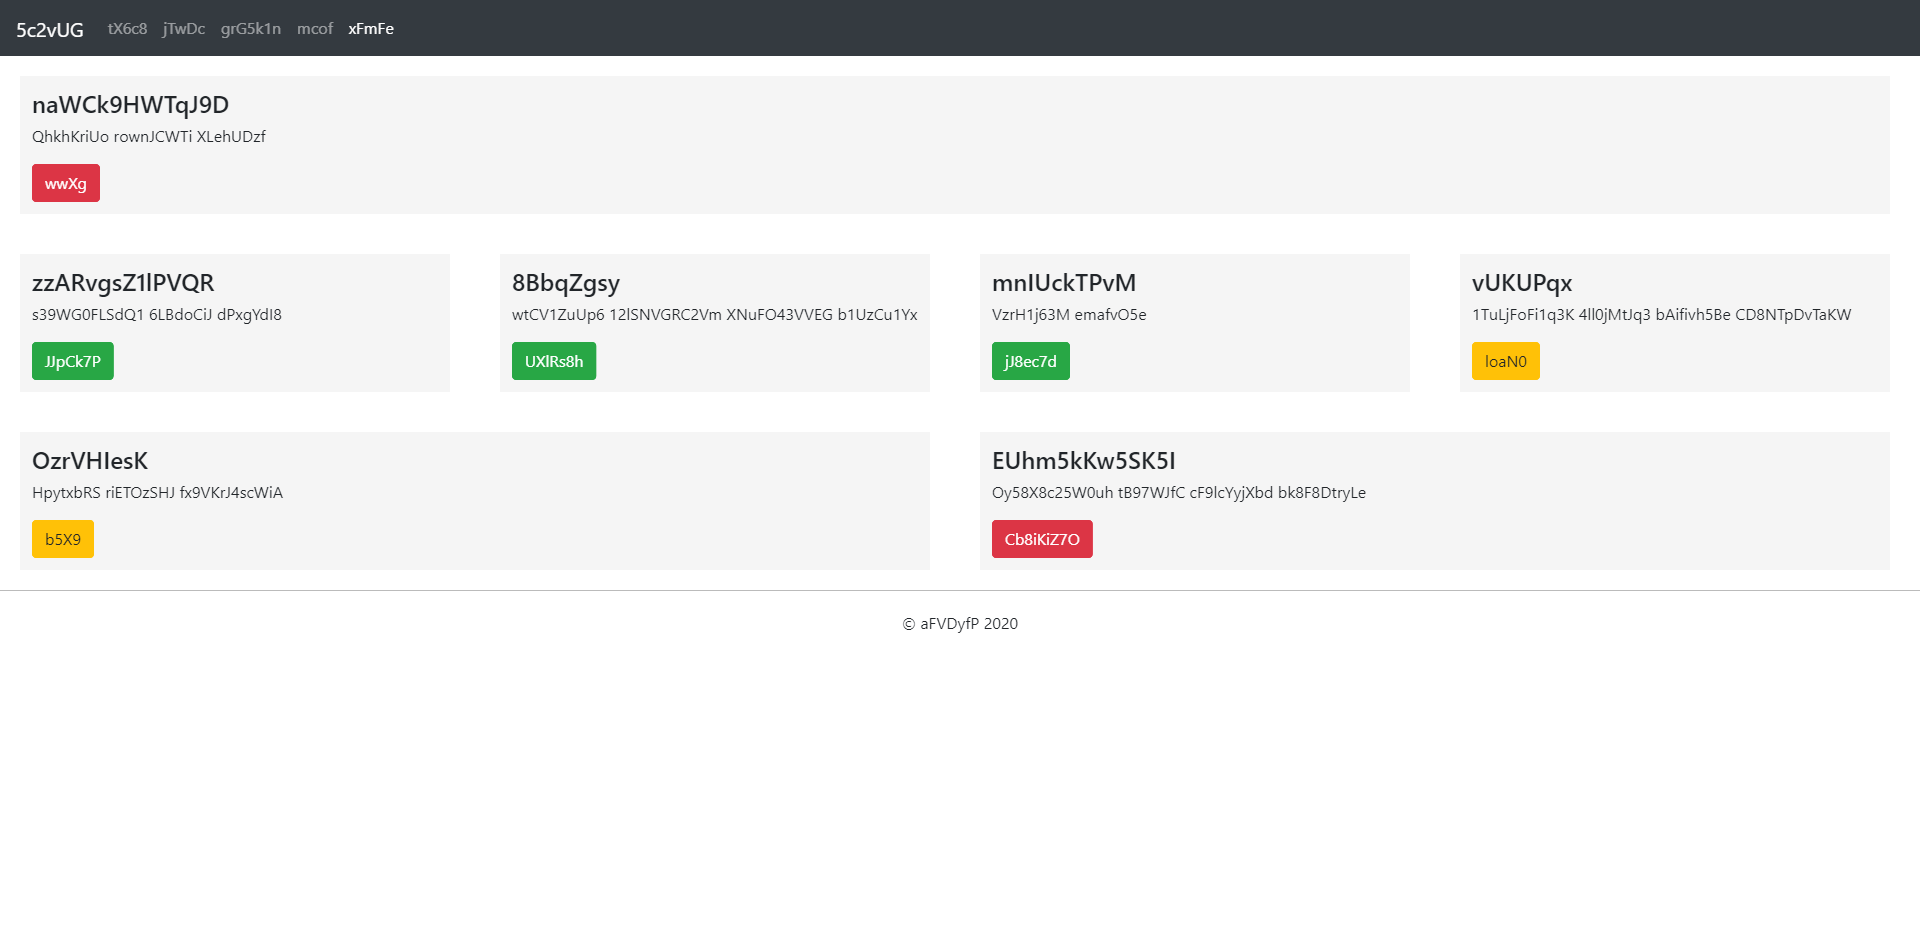 5c2vUG tX6c8 jTwDc grG5k1n mcof xFmFe
naWCk9HWTqJ9D
QhkhKriUo rownJCWTi XLehUDzf
wwXg
zzARvgsZ1lPVQR
s39WG0FLSdQ1 6LBdoCiJ dPxgYdI8
JJpCk7P
8BbqZgsy
wtCV1ZuUp6 12lSNVGRC2Vm XNuFO43VVEG b1UzCu1Yx
UXlRs8h
mnIUckTPvM
VzrH1j63M emafvO5e
jJ8ec7d
vUKUPqx
1TuLjFoFi1q3K 4ll0jMtJq3 bAifivh5Be CD8NTpDvTaKW
loaN0
OzrVHIesK
HpytxbRS riETOzSHJ fx9VKrJ4scWiA
b5X9
EUhm5kKw5SK5I
Oy58X8c25W0uh tB97WJfC cF9lcYyjXbd bk8F8DtryLe
Cb8iKiZ7O
© aFVDyfP 2020